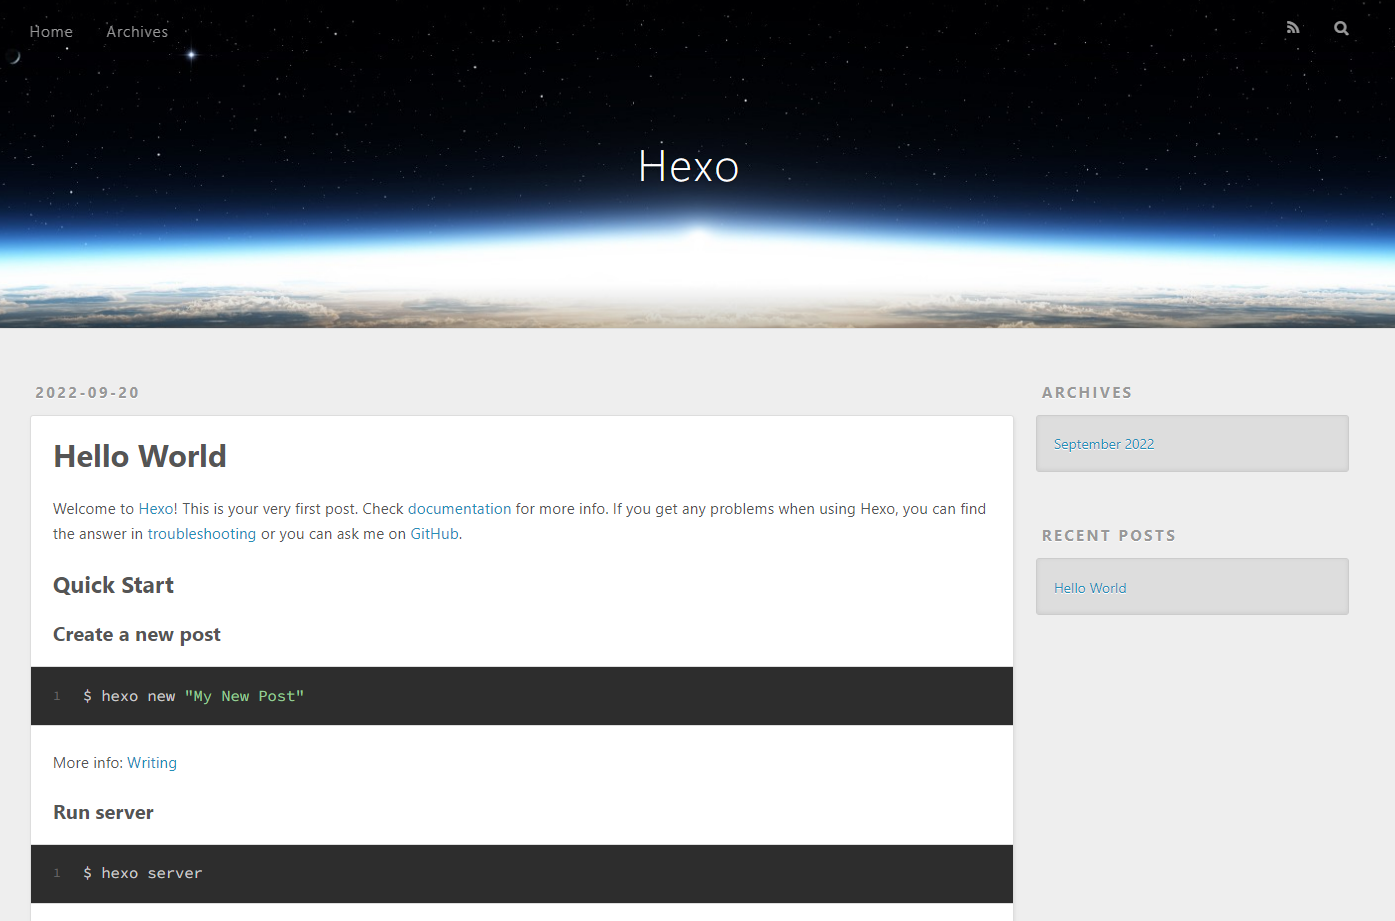 Home Archives
Hexo
2022-09-20
Hello World
Welcome to Hexo! This is your very first post. Check documentation for more info. If you get any problems when using Hexo, you can find
the answer in troubleshooting or you can ask me on GitHub.
Quick Start
Create a new post
1 $ hexo new "My New Post"
More info: Writing
Run server
1 $ hexo server
ARCHIVES
September 2022
RECENT POSTS
Hello World